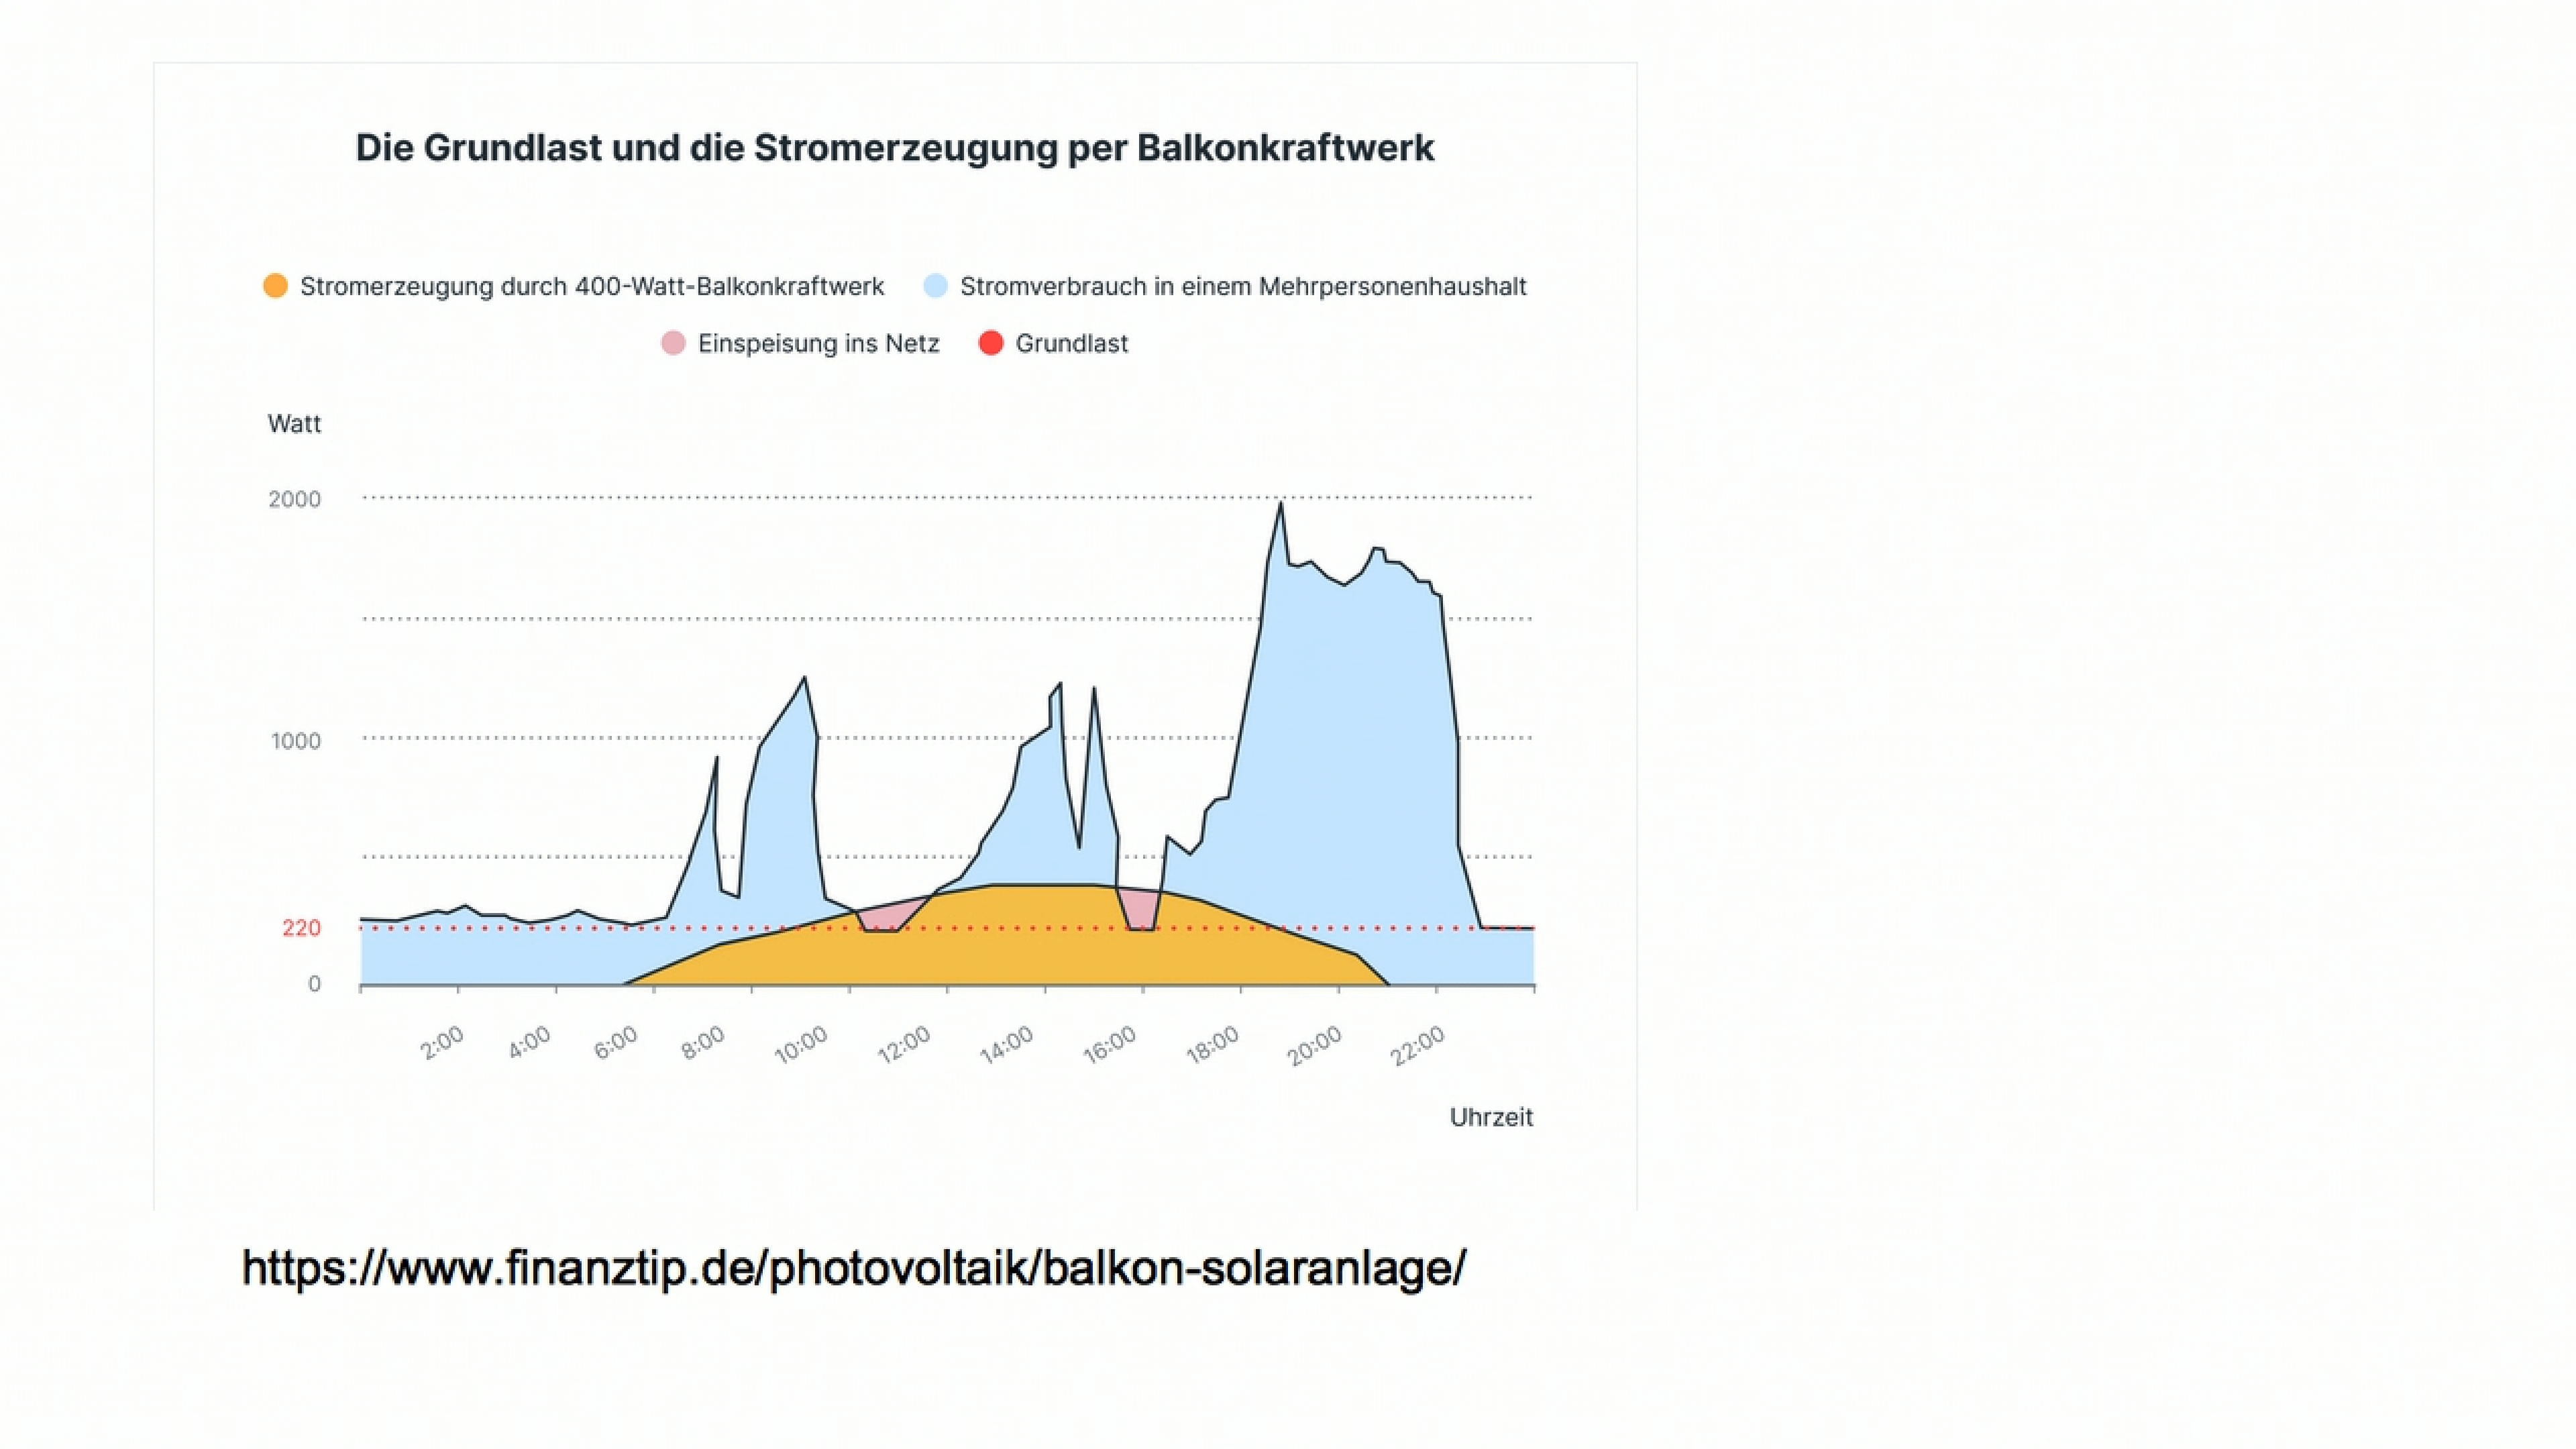 Die Grundlast und die Stromerzeugung per Balkonkraftwerk
Stromerzeugung durch 400-Watt-Balkonkraftwerk
Stromverbrauch in einem Mehrpersonenhaushalt
Einspeisung ins Netz
Grundlast
Watt
2000
1000
220
0
2:00
4:00
6:00
8:00
10:00
12:00
14:00
16:00
18:00
20:00
22:00
Uhrzeit
https://www.finanztip.de/photovoltaik/balkon-solaranlage/